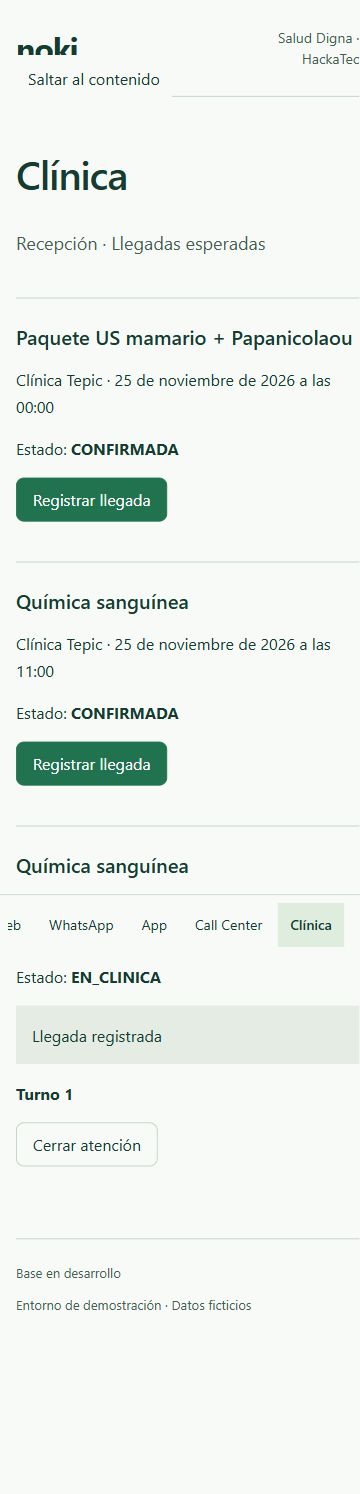 noki
Salud Digna ·
HackaTec
Saltar al contenido
Clínica
Recepción · Llegadas esperadas
Paquete US mamario + Papanicolaou
Clínica Tepic · 25 de noviembre de 2026 a las
00:00
Estado: CONFIRMADA
Registrar llegada
Química sanguínea
Clínica Tepic · 25 de noviembre de 2026 a las
11:00
Estado: CONFIRMADA
Registrar llegada
Química sanguínea
eb WhatsApp App Call Center Clínica
Estado: EN_CLINICA
Llegada registrada
Turno 1
Cerrar atención
Base en desarrollo
Entorno de demostración · Datos ficticios